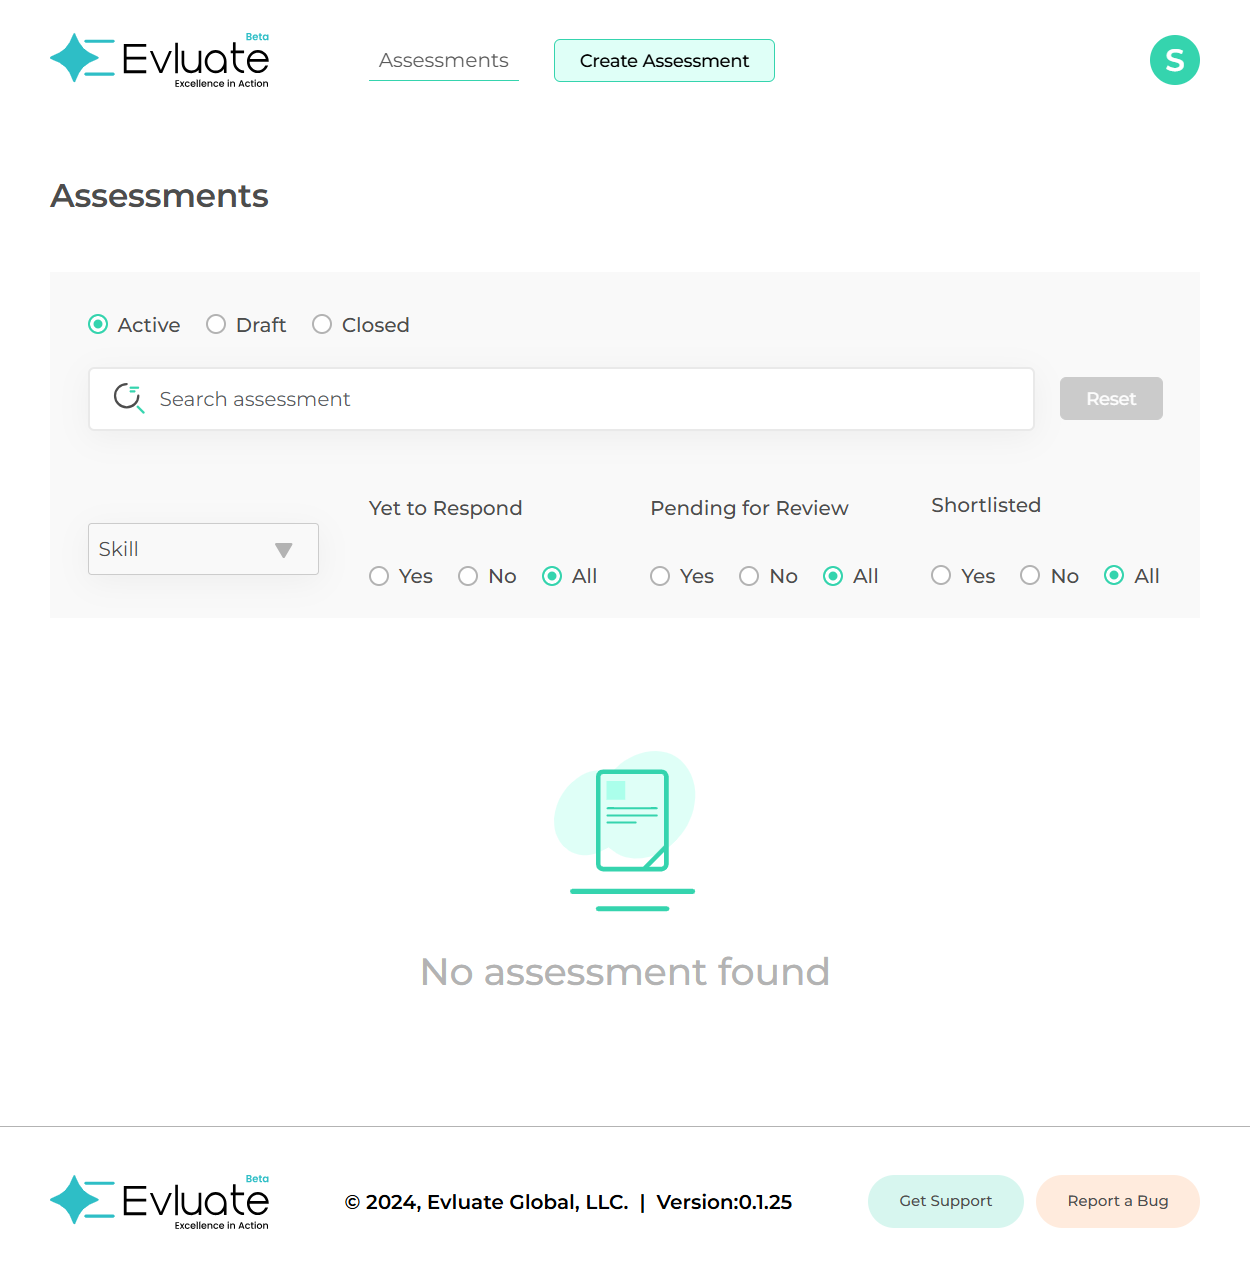 Beta
Evluate
Excellence in Action
Assessments
Create Assessment
S
Assessments
Active
Draft
Closed
Search assessment
Reset
Skill
Yet to Respond
Yes
No
All
Pending for Review
Yes
No
All
Shortlisted
Yes
No
All
No assessment found
Beta
Evluate
Excellence in Action
© 2024, Evluate Global, LLC. | Version:0.1.25
Get Support
Report a Bug